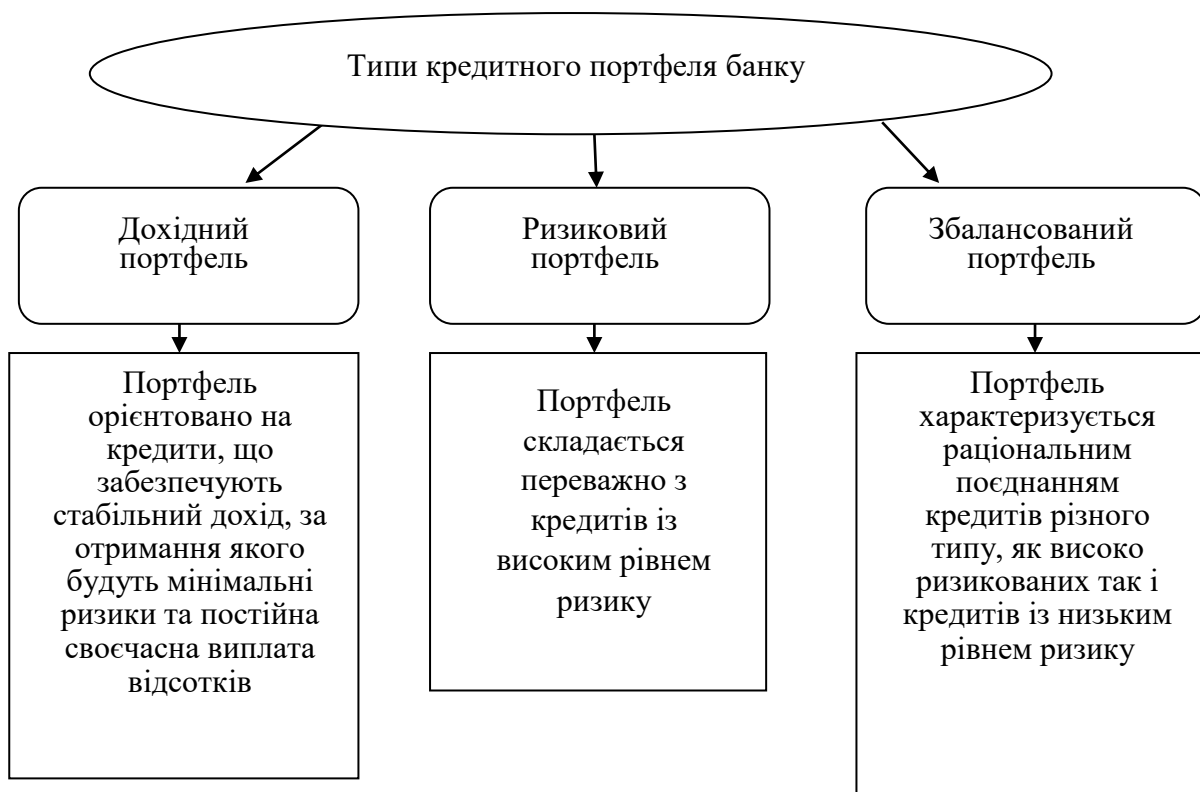 Типи кредитного портфеля банку
Дохідний
портфель
Ризиковий
портфель
Збалансований
портфель
Портфель
орієнтовано на
кредити, що
забезпечують
стабільний дохід, за
отримання якого
будуть мінімальні
ризики та постійна
своєчасна виплата
відсотків
Портфель
складається
переважно з
кредитів із
високим рівнем
ризику
Портфель
характеризується
раціональним
поєднанням
кредитів різного
типу, як високо
ризикованих так і
кредитів із низьким
рівнем ризику